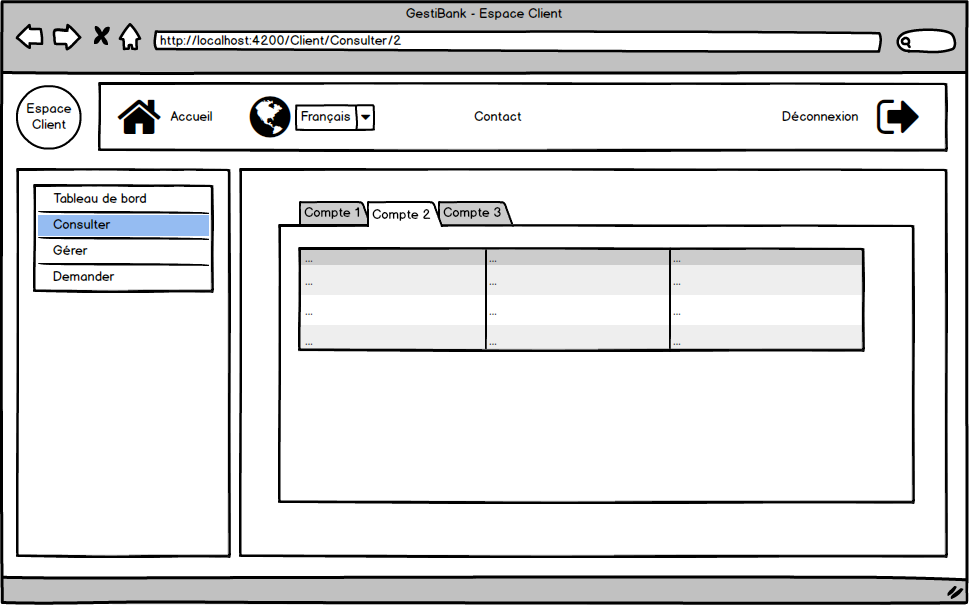 GestiBank - Espace Client
http://localhost:4200/Client/Consulter/2
Espace
Client
Accueil
Français
Contact
Déconnexion
Tableau de bord
Consulter
Gérer
Demander
Compte 1
Compte 2
Compte 3
... ... ...
... ... ...
... ... ...
... ... ...